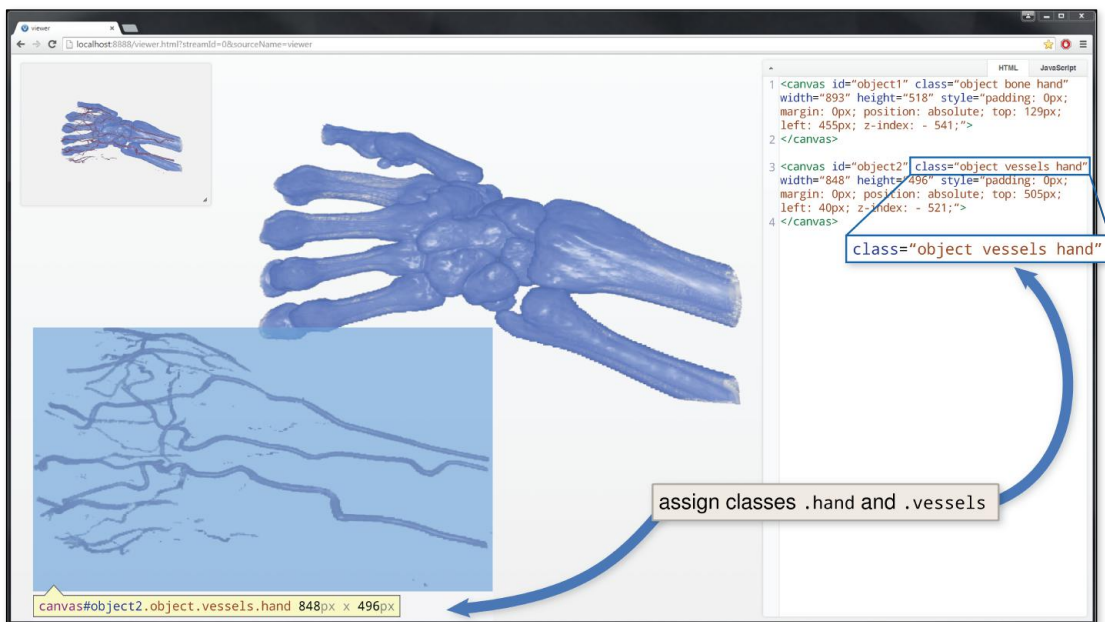 viewer
localhost:8888/viewer.html?streamId=0&sourceName=viewer
HTML JavaScript
1 <canvas id="object1" class="object bone hand"
width="893" height="518" style="padding: 0px;
margin: 0px; position: absolute; top: 129px;
left: 455px; z-index: - 541;">
2 </canvas>
3 <canvas id="object2" class="object vessels hand"
width="848" height="496" style="padding: 0px;
margin: 0px; position: absolute; top: 505px;
left: 40px; z-index: - 521;">
4 </canvas>
class="object vessels hand"
assign classes .hand and .vessels
canvas#object2.object.vessels.hand 848px x 496px